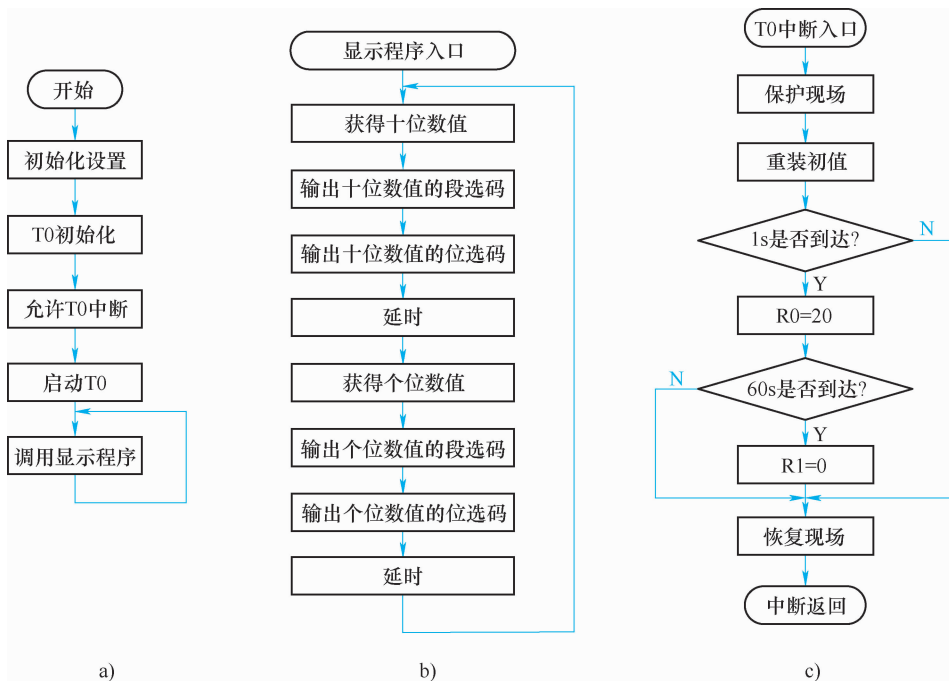 开始
初始化设置
T0初始化
允许T0中断
启动T0
调用显示程序
a)
显示程序入口
获得十位数值
输出十位数值的段选码
输出十位数值的位选码
延时
获得个位数值
输出个位数值的段选码
输出个位数值的位选码
延时
b)
T0中断入口
保护现场
重装初值
1s是否到达?
N
Y
R0=20
60s是否到达?
N
Y
R1=0
恢复现场
中断返回
c)